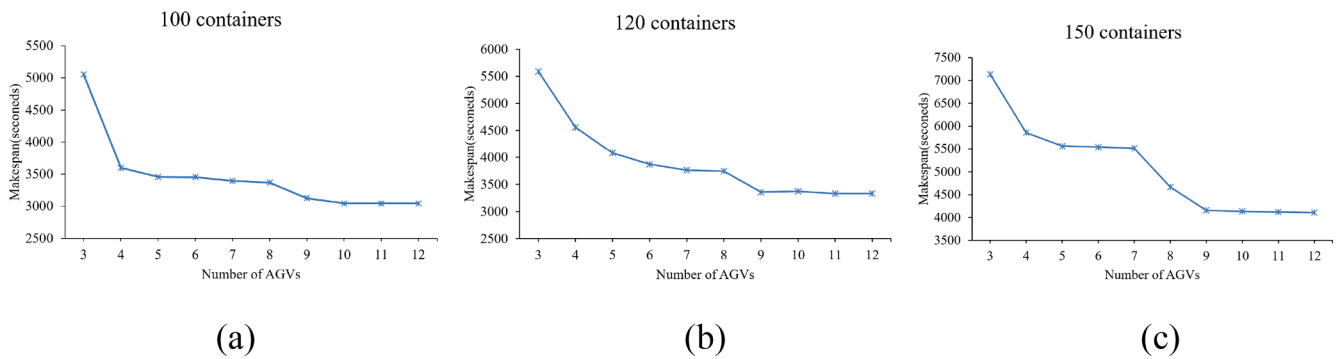 100 containers
5500
5000
4500
4000
3500
3000
2500
Makespan(seconeds)
3 4 5 6 7 8 9 10 11 12
Number of AGVs
(a)
120 containers
6000
5500
5000
4500
4000
3500
3000
2500
Makespan(seconeds)
3 4 5 6 7 8 9 10 11 12
Number of AGVs
(b)
150 containers
7500
7000
6500
6000
5500
5000
4500
4000
3500
Makespan(seconeds)
3 4 5 6 7 8 9 10 11 12
Number of AGVs
(c)